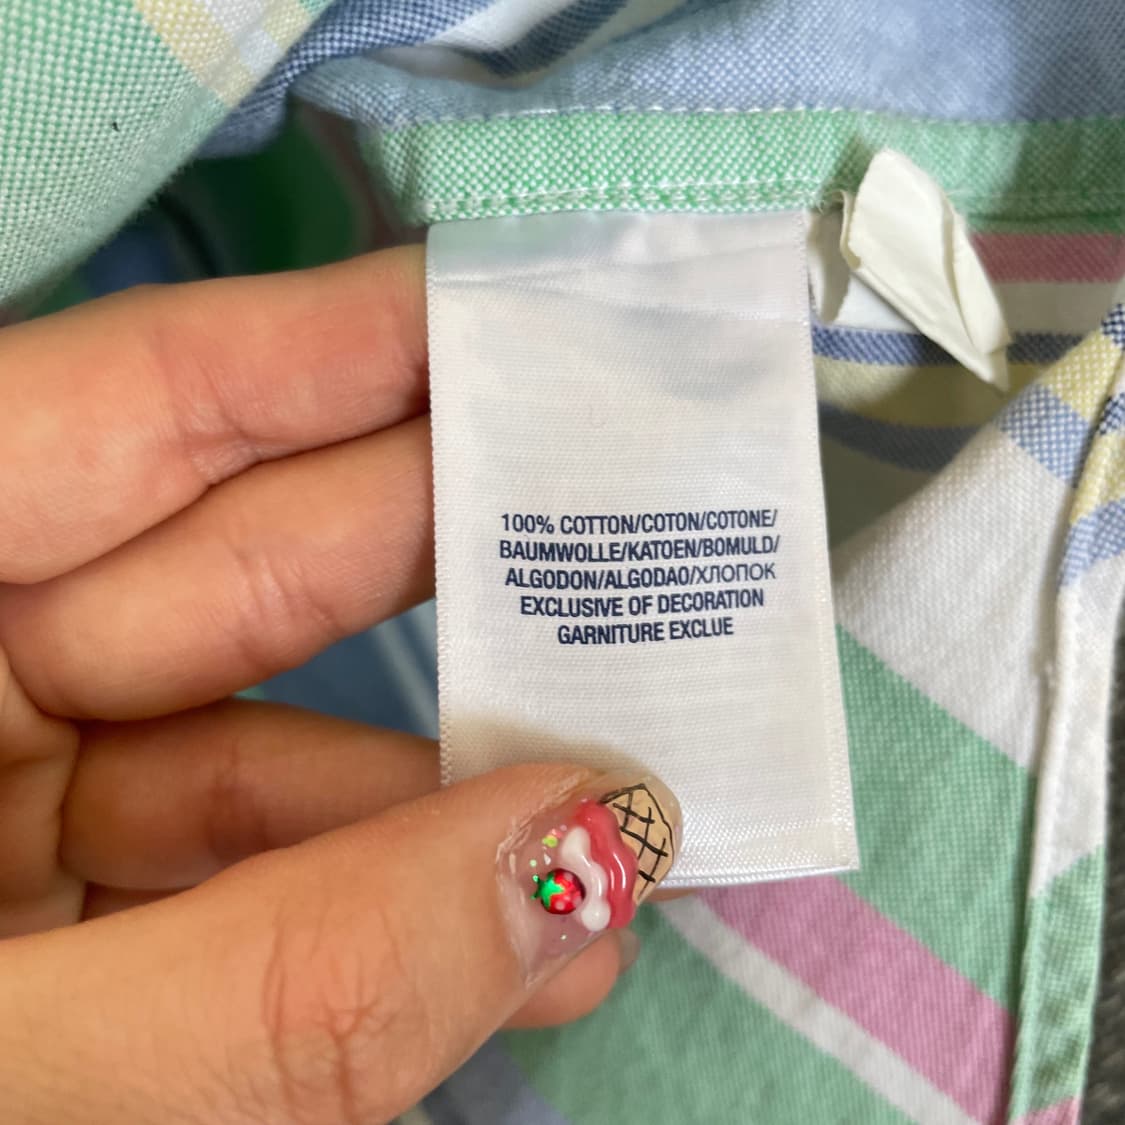 100% COTTON/COTON/COTONE/
BAUMWOLLE/KATOEN/BOMULD/
ALGODON/ALGODAO/ХЛОПОК
EXCLUSIVE OF DECORATION
GARNITURE EXCLUE